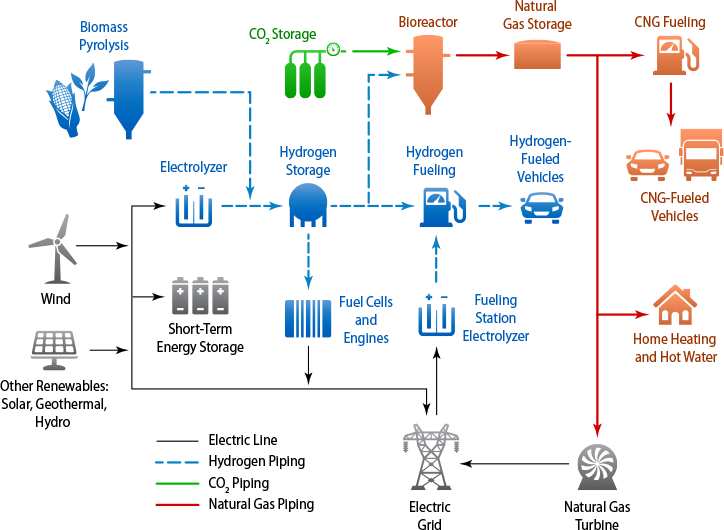 Biomass
Pyrolysis
CO2 Storage
Bioreactor
Natural
Gas Storage
CNG Fueling
Electrolyzer
Hydrogen
Storage
Hydrogen
Fueling
Hydrogen-
Fueled
Vehicles
CNG-Fueled
Vehicles
Wind
Short-Term
Energy Storage
Fuel Cells
and
Engines
Fueling
Station
Electrolyzer
Home Heating
and Hot Water
Other Renewables:
Solar, Geothermal,
Hydro
Electric Line
Hydrogen Piping
CO2 Piping
Natural Gas Piping
Electric
Grid
Natural Gas
Turbine